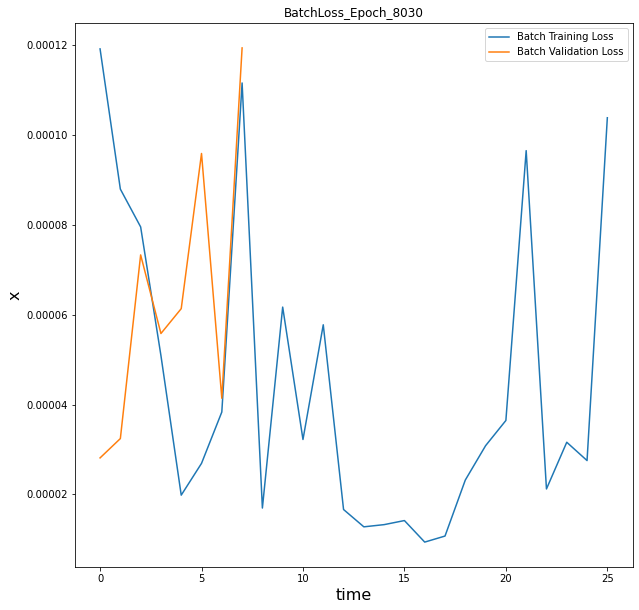 BatchLoss_Epoch_8030
Batch Training Loss
Batch Validation Loss
0.00012
0.00010
0.00008
0.00006
0.00004
0.00002
x
0 5 10 15 20 25
time